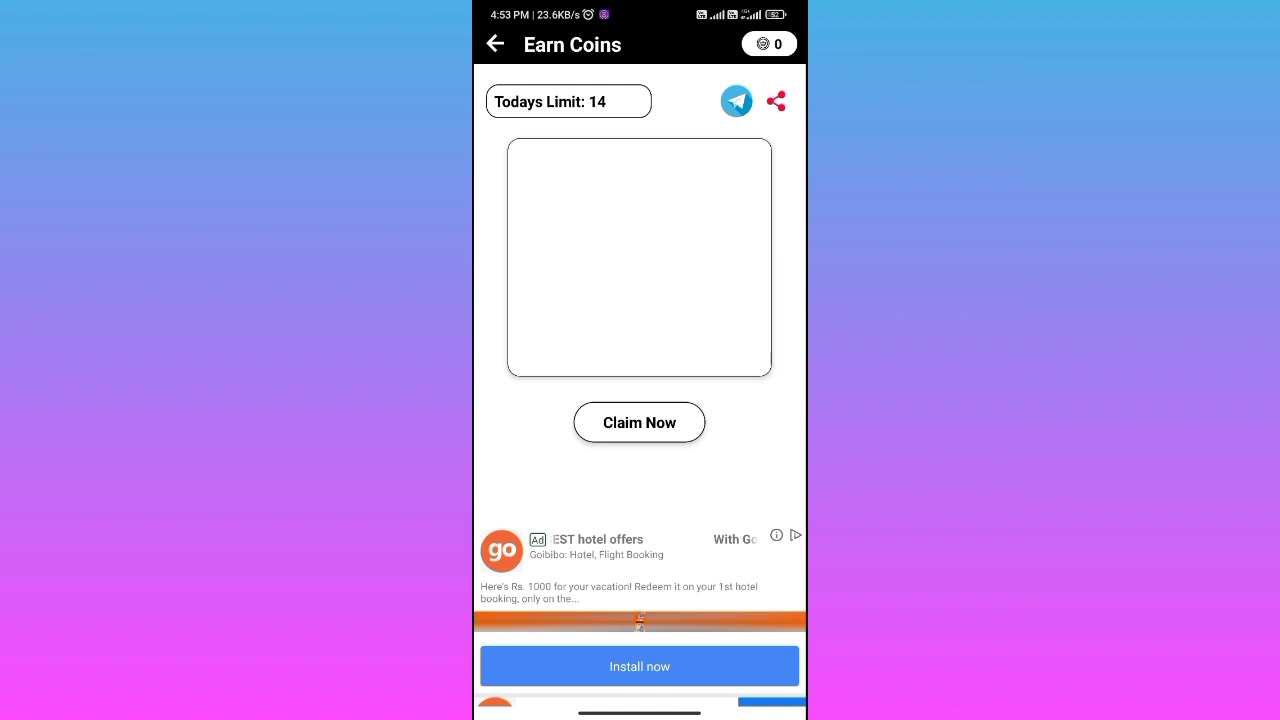 4:53 PM | 23.6KB/s
52
Earn Coins
0
Todays Limit: 14
Claim Now
go
Ad EST hotel offers With Go
Goibibo: Hotel, Flight Booking
Here's Rs. 1000 for your vacation! Redeem it on your 1st hotel
booking, only on the...
Install now